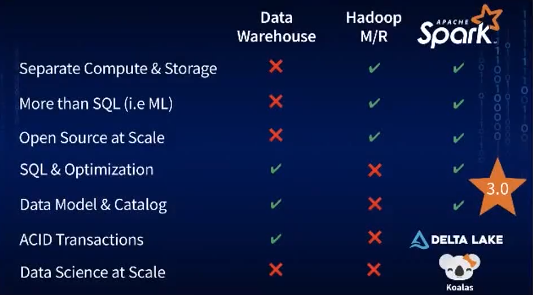 Data Warehouse
Hadoop M/R
APACHE Spark
Separate Compute & Storage
More than SQL (i.e ML)
Open Source at Scale
SQL & Optimization
3.0
Data Model & Catalog
ACID Transactions
DELTA LAKE
Data Science at Scale
Koalas